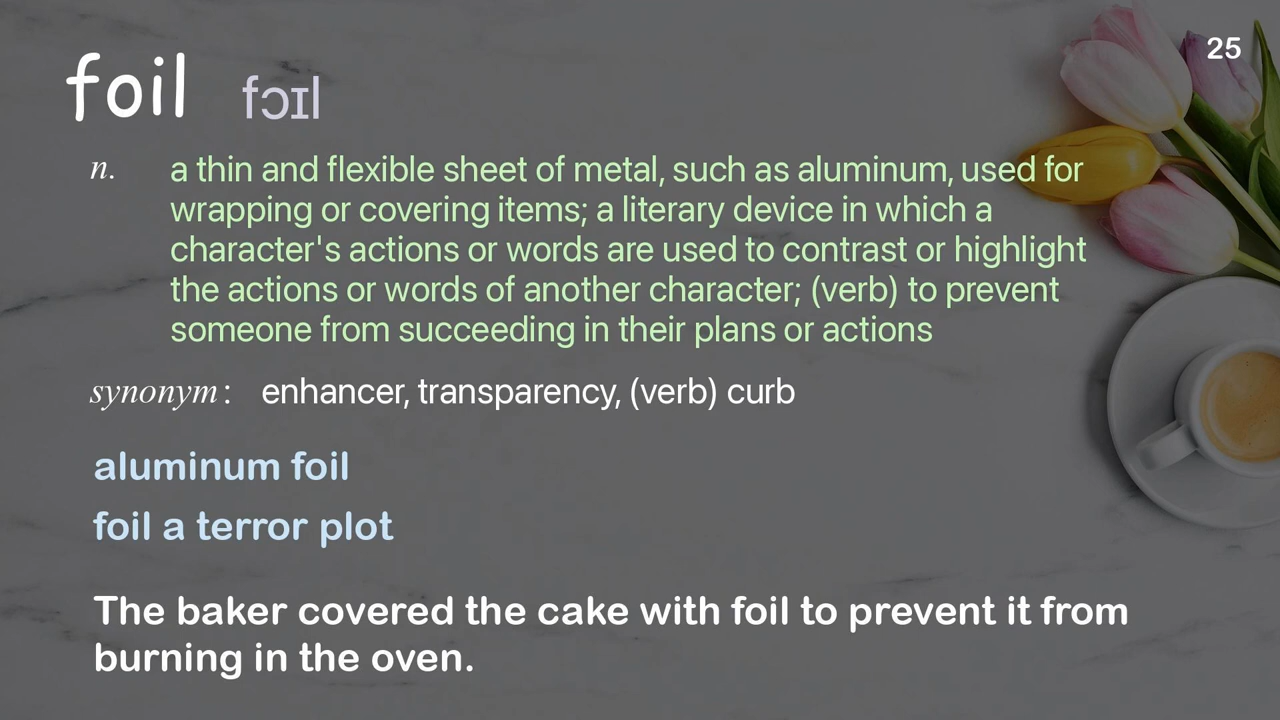 25
foil fɔɪl
n. a thin and flexible sheet of metal, such as aluminum, used for
wrapping or covering items; a literary device in which a
character's actions or words are used to contrast or highlight
the actions or words of another character; (verb) to prevent
someone from succeeding in their plans or actions
synonym: enhancer, transparency, (verb) curb
aluminum foil
foil a terror plot
The baker covered the cake with foil to prevent it from
burning in the oven.